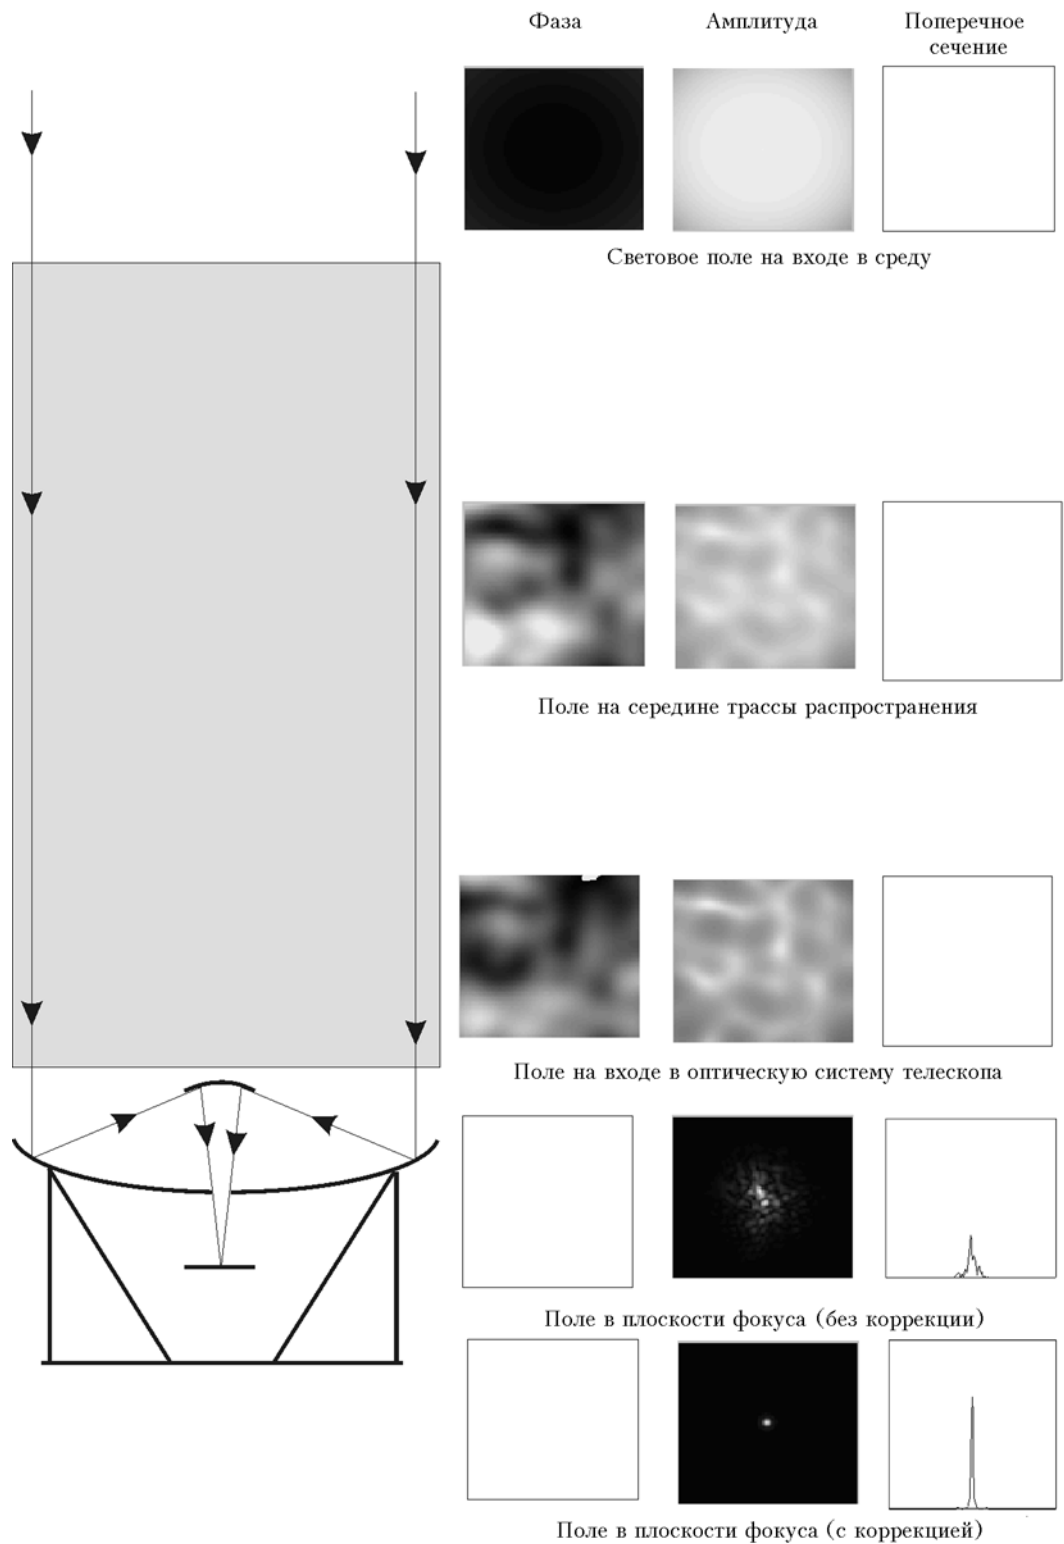 Фаза
Амплитуда
Поперечное
сечение
Световое поле на входе в среду
Поле на середине трассы распространения
Поле на входе в оптическую систему телескопа
Поле в плоскости фокуса (без коррекции)
Поле в плоскости фокуса (с коррекцией)